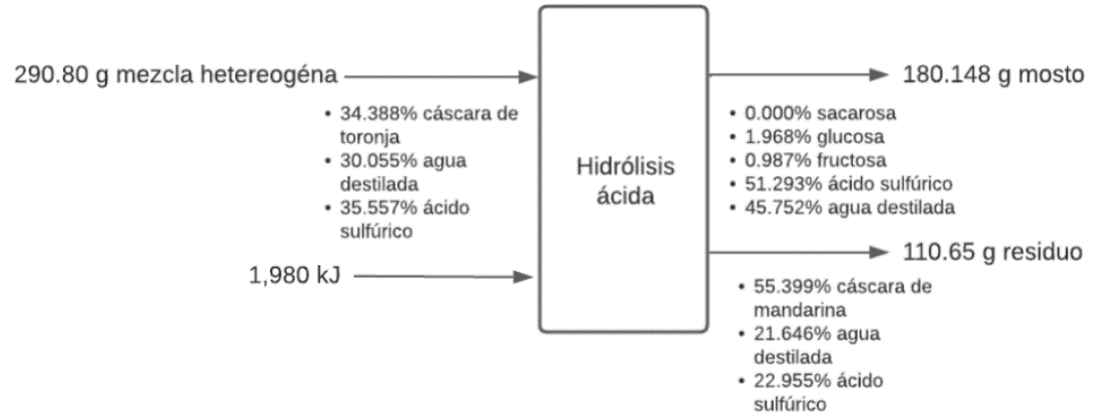 290.80 g mezcla hetereogéna
• 34.388% cáscara de
toronja
• 30.055% agua
destilada
• 35.557% ácido
sulfúrico
1,980 kJ
Hidrólisis
ácida
180.148 g mosto
• 0.000% sacarosa
• 1.968% glucosa
• 0.987% fructosa
• 51.293% ácido sulfúrico
• 45.752% agua destilada
110.65 g residuo
• 55.399% cáscara de
mandarina
• 21.646% agua
destilada
• 22.955% ácido
sulfúrico